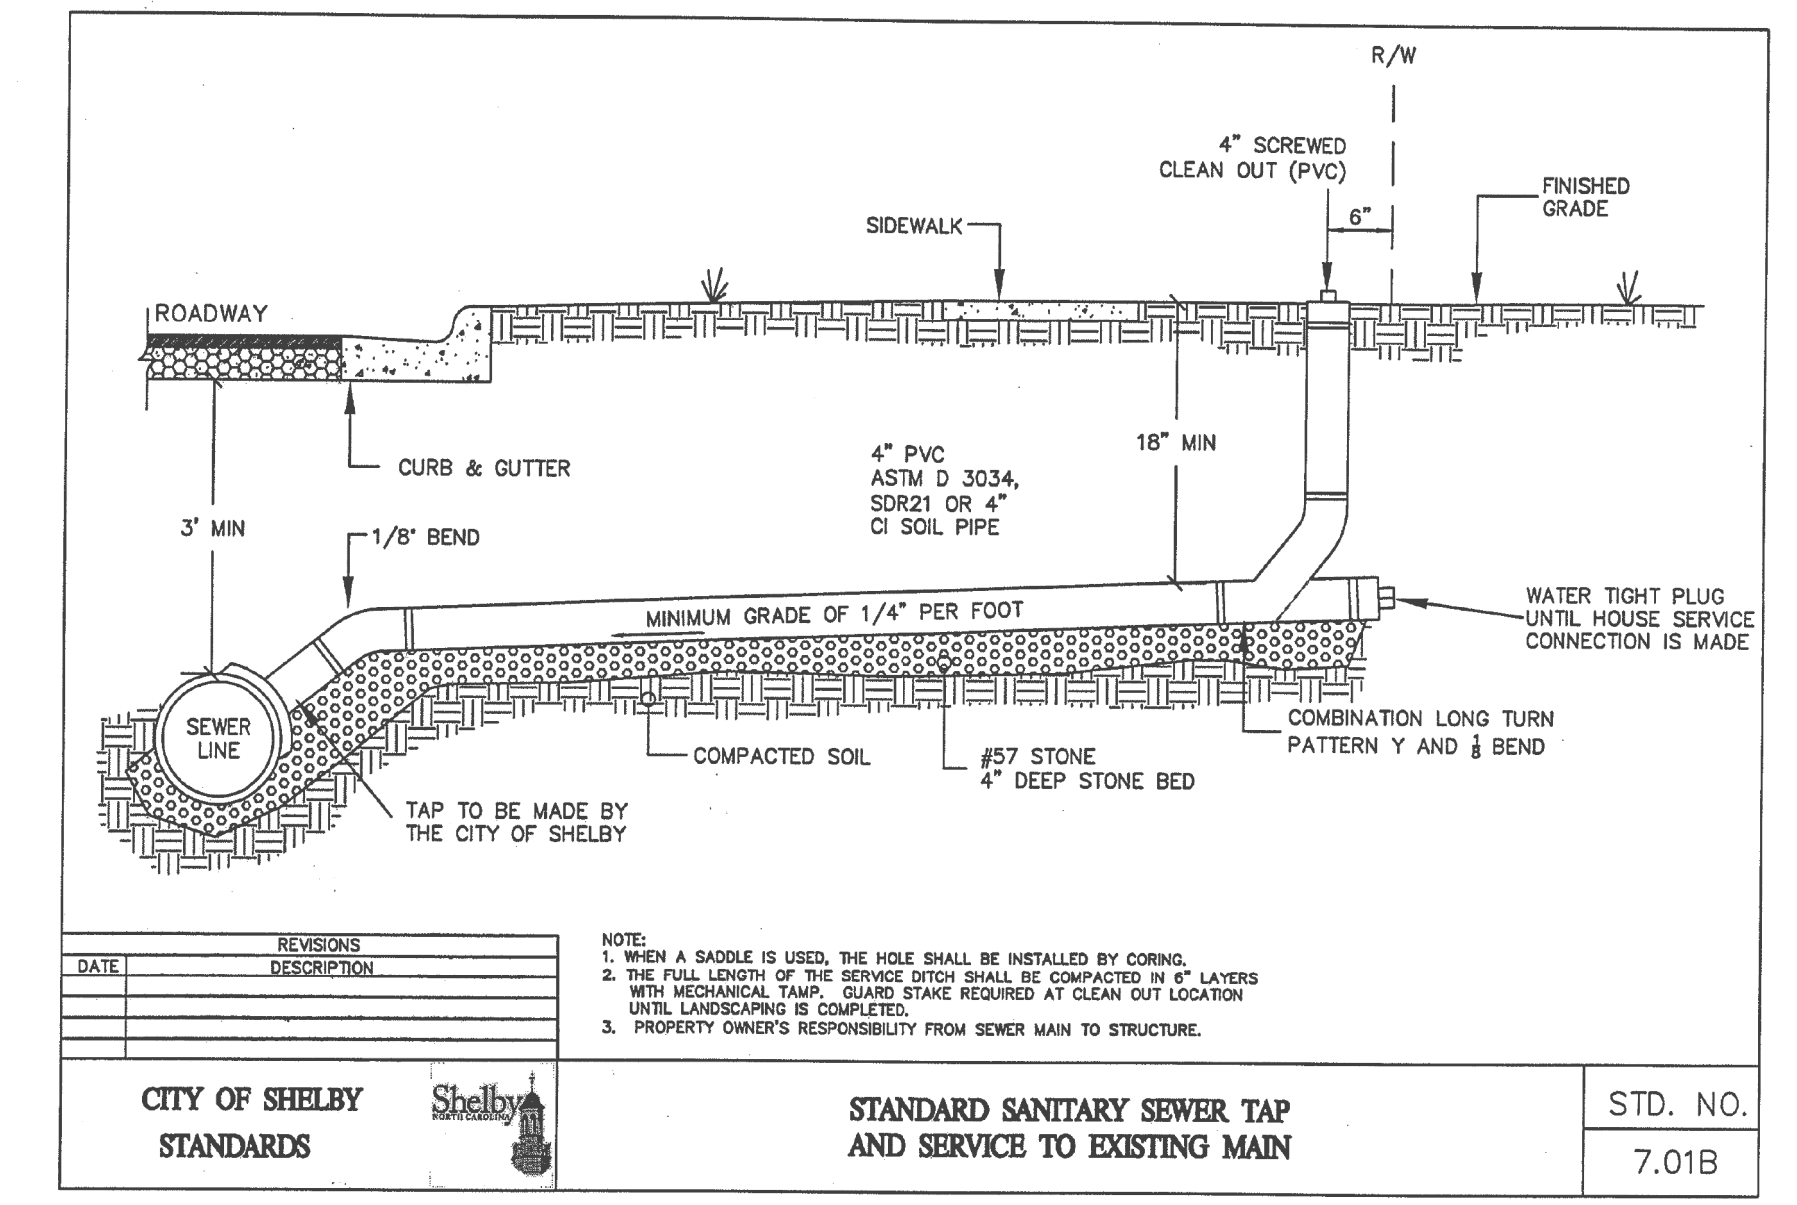 R/W
4" SCREWED
CLEAN OUT (PVC)
6"
FINISHED
GRADE
SIDEWALK
ROADWAY
CURB & GUTTER
18" MIN
4" PVC
ASTM D 3034,
SDR21 OR 4"
CI SOIL PIPE
3' MIN
1/8' BEND
MINIMUM GRADE OF 1/4" PER FOOT
WATER TIGHT PLUG
UNTIL HOUSE SERVICE
CONNECTION IS MADE
SEWER
LINE
COMBINATION LONG TURN
PATTERN Y AND 1/8 BEND
COMPACTED SOIL
#57 STONE
4" DEEP STONE BED
TAP TO BE MADE BY
THE CITY OF SHELBY
REVISIONS
DATE DESCRIPTION
NOTE:
1. WHEN A SADDLE IS USED, THE HOLE SHALL BE INSTALLED BY CORING.
2. THE FULL LENGTH OF THE SERVICE DITCH SHALL BE COMPACTED IN 6" LAYERS
WITH MECHANICAL TAMP. GUARD STAKE REQUIRED AT CLEAN OUT LOCATION
UNTIL LANDSCAPING IS COMPLETED.
3. PROPERTY OWNER'S RESPONSIBILITY FROM SEWER MAIN TO STRUCTURE.
CITY OF SHELBY
STANDARDS
Shelby
NORTH CAROLINA
STANDARD SANITARY SEWER TAP
AND SERVICE TO EXISTING MAIN
STD. NO.
7.01B